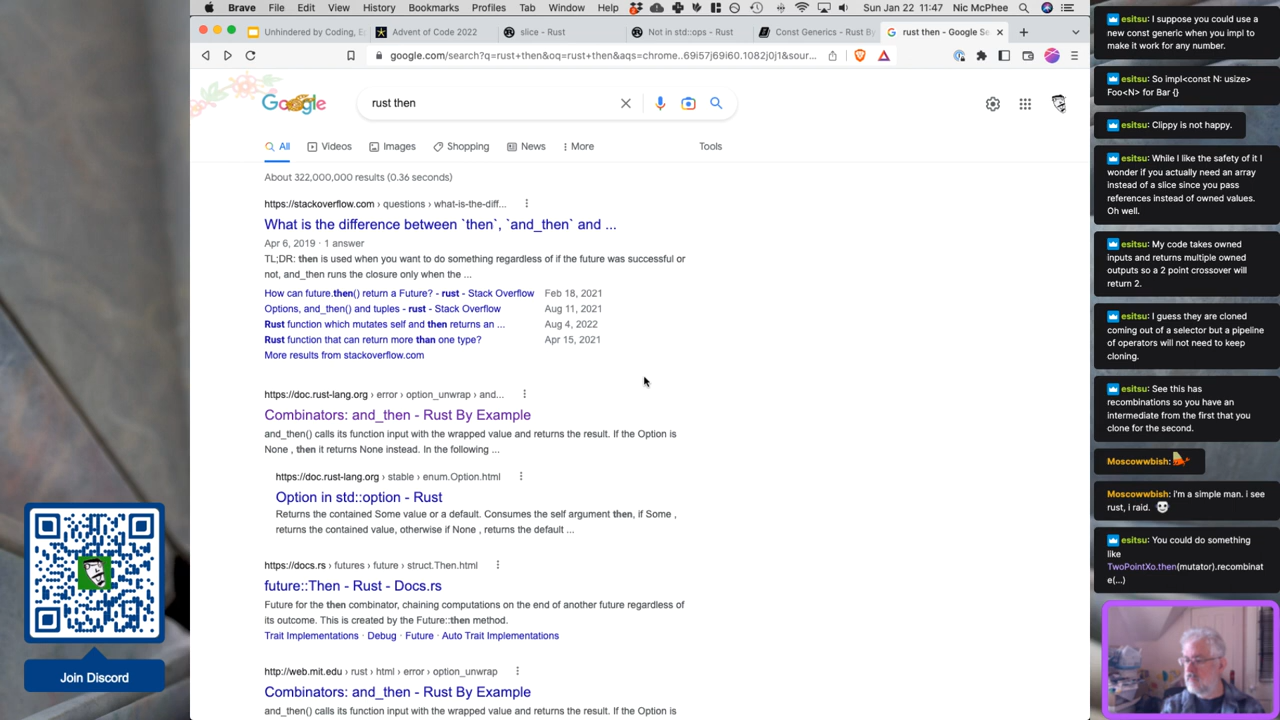 Brave File Edit View History Bookmarks Profiles Tab Window Help Sun Jan 22 11:47 Nic McPhee
Unhindered by Coding, E
Advent of Code 2022
slice - Rust
Not in std::ops - Rust
Const Generics - Rust By
rust then - Google Se
google.com/search?q=rust+then&oq=rust+then&aqs=chrome..69i57j69i60.1082j0j1&sour...
Google
rust then
All
Videos
Images
Shopping
News
More
Tools
About 322,000,000 results (0.36 seconds)
https://stackoverflow.com › questions › what-is-the-diff...
What is the difference between `then`, `and_then` and ...
Apr 6, 2019 · 1 answer
TL;DR: then is used when you want to do something regardless of if the future was successful or
not, and_then runs the closure only when the ...
How can future.then() return a Future? - rust - Stack Overflow Feb 18, 2021
Options, and_then() and tuples - rust - Stack Overflow Aug 11, 2021
Rust function which mutates self and then returns an ... Aug 4, 2022
Rust function that can return more than one type? Apr 15, 2021
More results from stackoverflow.com
https://doc.rust-lang.org › error › option_unwrap › and...
Combinators: and_then - Rust By Example
and_then() calls its function input with the wrapped value and returns the result. If the Option is
None , then it returns None instead. In the following ...
https://doc.rust-lang.org › stable › enum.Option.html
Option in std::option - Rust
Returns the contained Some value or a default. Consumes the self argument then, if Some ,
returns the contained value, otherwise if None , returns the default ...
https://docs.rs › futures › future › struct.Then.html
future::Then - Rust - Docs.rs
Future for the then combinator, chaining computations on the end of another future regardless of
its outcome. This is created by the Future::then method.
Trait Implementations · Debug · Future · Auto Trait Implementations
http://web.mit.edu › rust › html › error › option_unwrap
Combinators: and_then - Rust By Example
and_then() calls its function input with the wrapped value and returns the result. If the Option is
Join Discord
esitsu: I suppose you could use a
new const generic when you impl to
make it work for any number.
esitsu: So impl<const N: usize>
Foo<N> for Bar {}
esitsu: Clippy is not happy.
esitsu: While I like the safety of it I
wonder if you actually need an array
instead of a slice since you pass
references instead of owned values.
Oh well.
esitsu: My code takes owned
inputs and returns multiple owned
outputs so a 2 point crossover will
return 2.
esitsu: I guess they are cloned
coming out of a selector but a pipeline
of operators will not need to keep
cloning.
esitsu: See this has
recombinations so you have an
intermediate from the first that you
clone for the second.
Moscowwbish:
Moscowwbish: i'm a simple man. i see
rust, i raid.
esitsu: You could do something
like
TwoPointXo.then(mutator).recombinat
e(...)